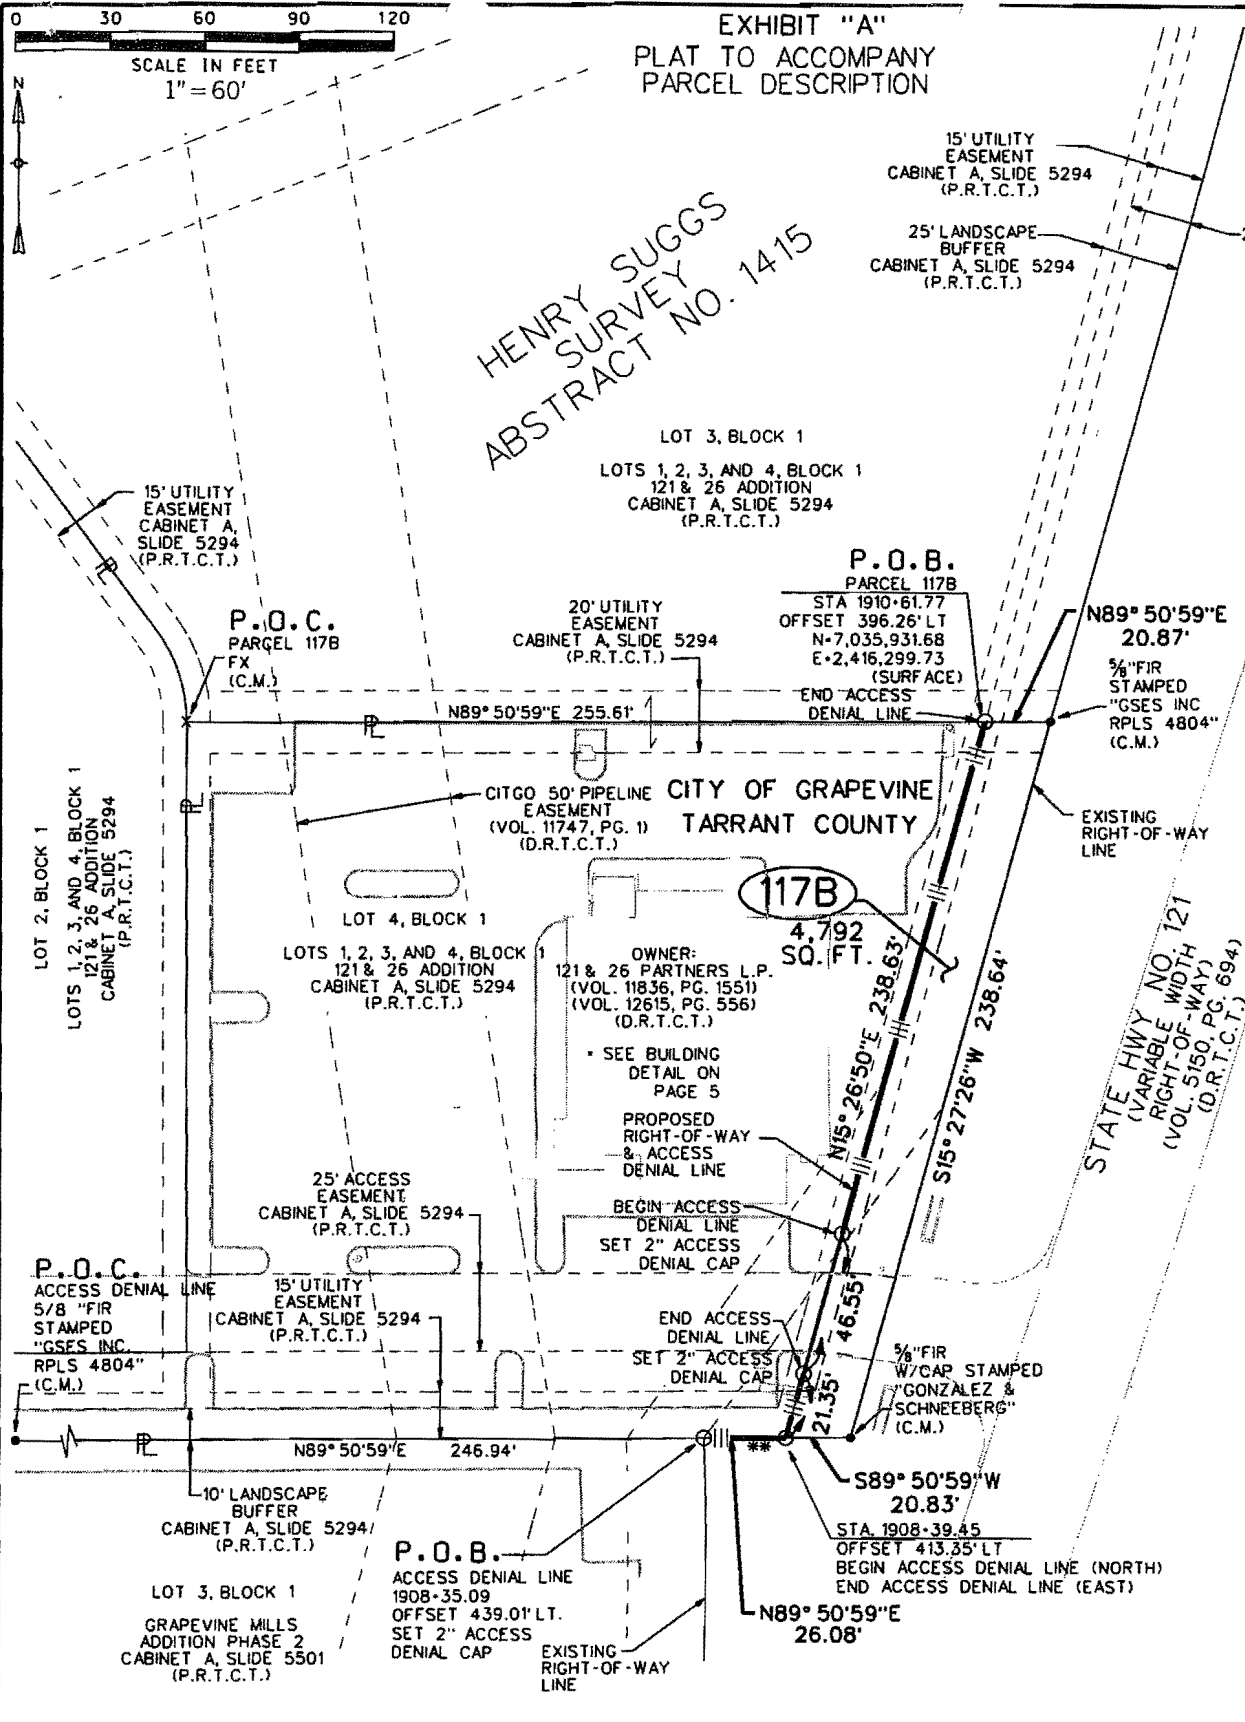 0 30 60 90 120
SCALE IN FEET
1"=60'
N
EXHIBIT "A"
PLAT TO ACCOMPANY
PARCEL DESCRIPTION
15' UTILITY
EASEMENT
CABINET A, SLIDE 5294
(P.R.T.C.T.)
25' LANDSCAPE
BUFFER
CABINET A, SLIDE 5294
(P.R.T.C.T.)
HENRY SUGGS
SURVEY
ABSTRACT NO. 1415
LOT 3, BLOCK 1
LOTS 1, 2, 3, AND 4, BLOCK 1
121 & 26 ADDITION
CABINET A, SLIDE 5294
(P.R.T.C.T.)
15' UTILITY
EASEMENT
CABINET A,
SLIDE 5294
(P.R.T.C.T.)
P.O.C.
PARCEL 117B
FX
(C.M.)
20' UTILITY
EASEMENT
CABINET A, SLIDE 5294
(P.R.T.C.T.)
P.O.B.
PARCEL 117B
STA 1910+61.77
OFFSET 396.26' LT
N=7,035,931.68
E=2,416,299.73
(SURFACE)
END ACCESS
DENIAL LINE
N89° 50'59"E
20.87'
5/8"FIR
STAMPED
"GSES INC
RPLS 4804"
(C.M.)
N89° 50'59"E 255.61'
PL
PL
PL
CITGO 50' PIPELINE
EASEMENT
(VOL. 11747, PG. 1)
(D.R.T.C.T.)
CITY OF GRAPEVINE
TARRANT COUNTY
EXISTING
RIGHT-OF-WAY
LINE
LOT 2, BLOCK 1
LOTS 1, 2, 3, AND 4, BLOCK 1
121 & 26 ADDITION
CABINET A, SLIDE 5294
(P.R.T.C.T.)
117B
4,792
SQ. FT.
LOT 4, BLOCK 1
LOTS 1, 2, 3, AND 4, BLOCK 1
121 & 26 ADDITION
CABINET A, SLIDE 5294
(P.R.T.C.T.)
OWNER:
121 & 26 PARTNERS L.P.
(VOL. 11836, PG. 1551)
(VOL. 12615, PG. 556)
(D.R.T.C.T.)
* SEE BUILDING
DETAIL ON
PAGE 5
N15° 26'50"E 238.63'
S15° 27'26"W 238.64'
STATE HWY NO. 121
(VARIABLE WIDTH
RIGHT-OF-WAY)
(VOL. 5150, PG. 694)
(D.R.T.C.T.)
PROPOSED
RIGHT-OF-WAY
& ACCESS
DENIAL LINE
25' ACCESS
EASEMENT
CABINET A, SLIDE 5294
(P.R.T.C.T.)
BEGIN ACCESS
DENIAL LINE
SET 2" ACCESS
DENIAL CAP
P.O.C.
ACCESS DENIAL LINE
5/8 "FIR
STAMPED
"GSES INC.
RPLS 4804"
(C.M.)
15' UTILITY
EASEMENT
CABINET A, SLIDE 5294
(P.R.T.C.T.)
46.55'
END ACCESS
DENIAL LINE
SET 2" ACCESS
DENIAL CAP
21.35'
5/8"FIR
W/CAP STAMPED
"GONZALEZ &
SCHNEEBERG"
(C.M.)
PL
N89° 50'59"E 246.94'
**
S89° 50'59"W
20.83'
10' LANDSCAPE
BUFFER
CABINET A, SLIDE 5294
(P.R.T.C.T.)
STA. 1908+39.45
OFFSET 413.35' LT
BEGIN ACCESS DENIAL LINE (NORTH)
END ACCESS DENIAL LINE (EAST)
P.O.B.
ACCESS DENIAL LINE
1908+35.09
OFFSET 439.01' LT.
SET 2" ACCESS
DENIAL CAP
LOT 3, BLOCK 1
GRAPEVINE MILLS
ADDITION PHASE 2
CABINET A, SLIDE 5501
(P.R.T.C.T.)
EXISTING
RIGHT-OF-WAY
LINE
N89° 50'59"E
26.08'